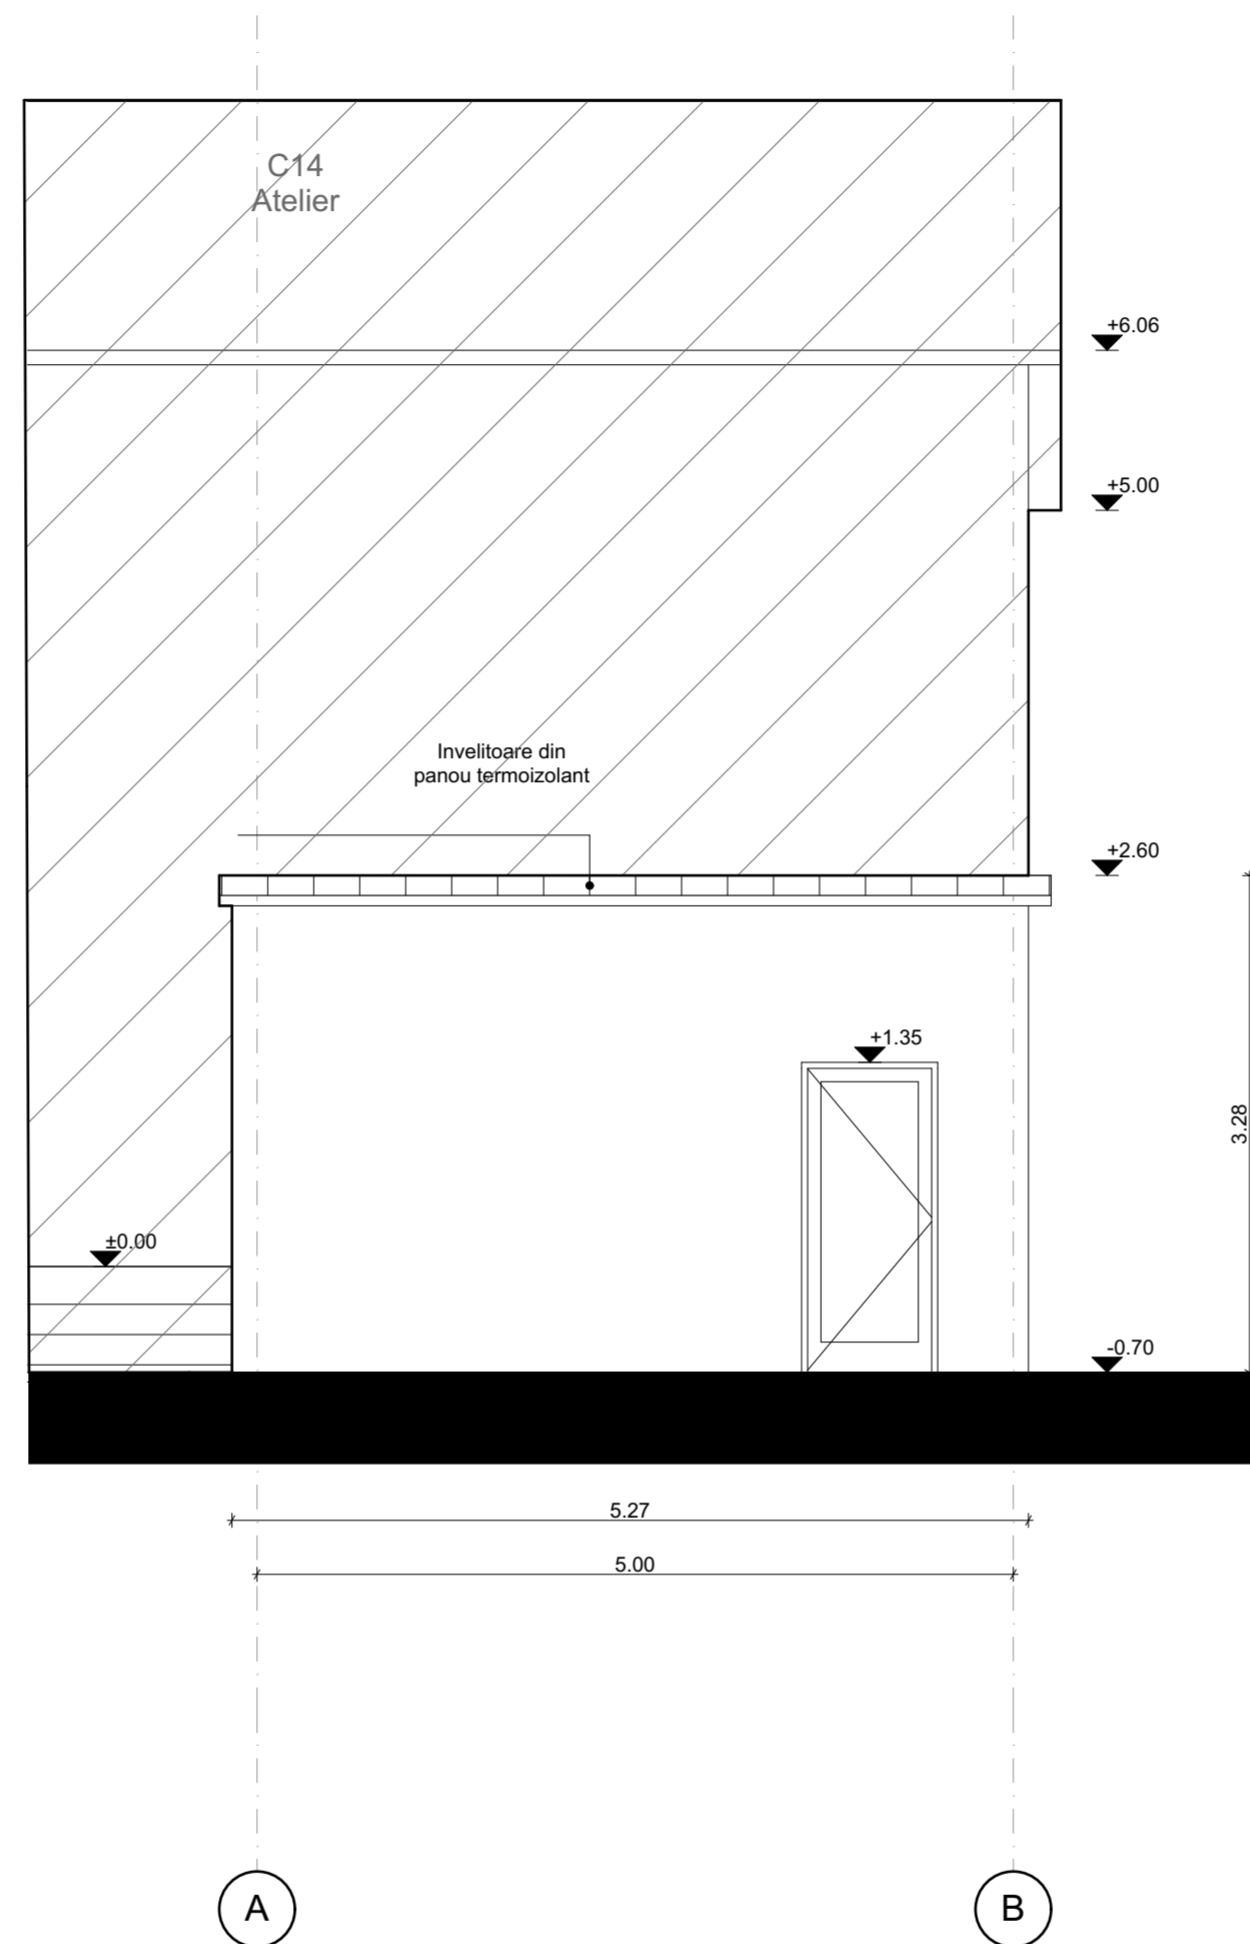 C14
Atelier
+6.06
+5.00
Invelitoare din
panou termoizolant
+2.60
+1.35
3.28
±0.00
-0.70
5.27
5.00
A
B